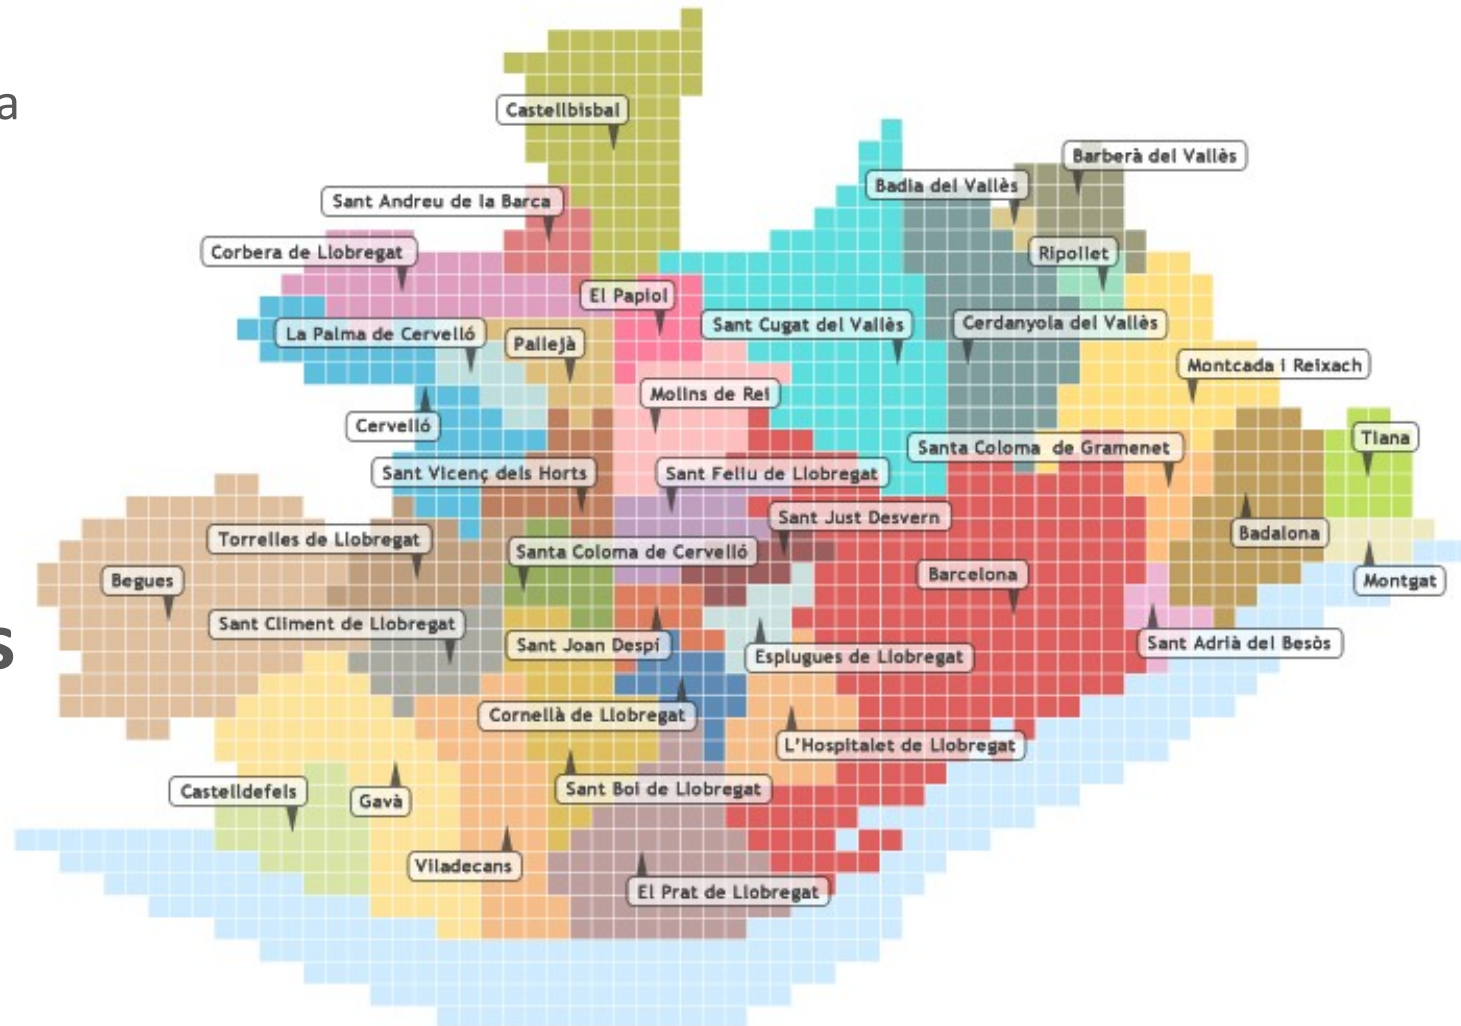 a
Castellbisbal
Barberà del Vallès
Badia del Vallès
Sant Andreu de la Barca
Corbera de Llobregat
Ripollet
El Papiol
Sant Cugat del Vallès
Cerdanyola del Vallès
La Palma de Cervelló
Pallejà
Montcada i Reixach
Molins de Rei
Cervelló
Tiana
Santa Coloma de Gramenet
Sant Vicenç dels Horts
Sant Feliu de Llobregat
Sant Just Desvern
Badalona
Torrelles de Llobregat
Santa Coloma de Cervelló
Begues
Barcelona
Montgat
Sant Climent de Llobregat
Sant Joan Despí
Esplugues de Llobregat
Sant Adrià del Besòs
s
Cornellà de Llobregat
L'Hospitalet de Llobregat
Castelldefels
Gavà
Sant Boi de Llobregat
Viladecans
El Prat de Llobregat